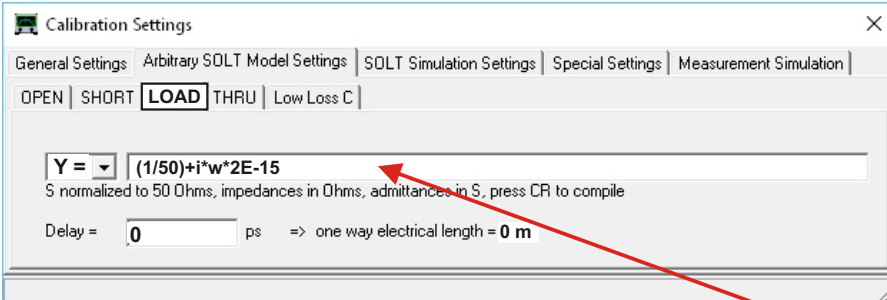 Calibration Settings
General Settings Arbitrary SOLT Model Settings SOLT Simulation Settings Special Settings Measurement Simulation
OPEN SHORT LOAD THRU Low Loss C
Y = (1/50)+i*w*2E-15
S normalized to 50 Ohms, impedances in Ohms, admittances in S, press CR to compile
Delay = 0 ps => one way electrical length = 0 m